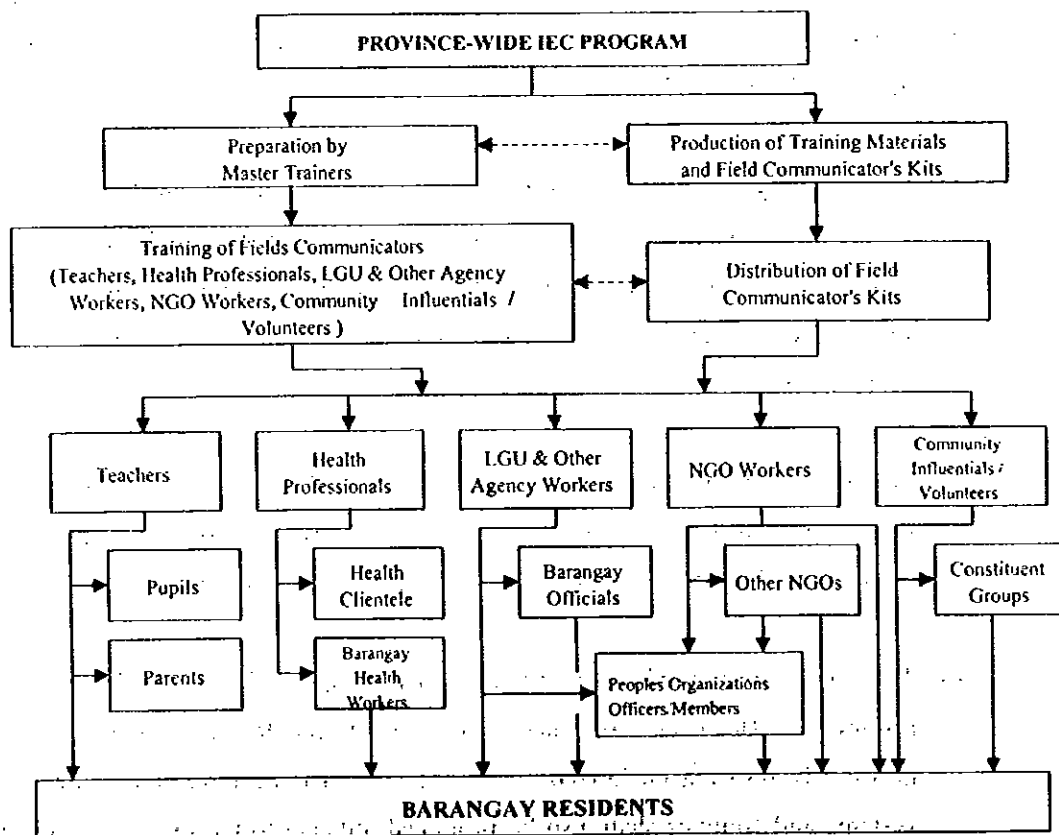 PROVINCE-WIDE IEC PROGRAM
Preparation by
Master Trainers
Production of Training Materials
and Field Communicator's Kits
Training of Fields Communicators
(Teachers, Health Professionals, LGU & Other Agency
Workers, NGO Workers, Community Influentials /
Volunteers )
Distribution of Field
Communicator's Kits
Teachers
Health
Professionals
LGU & Other
Agency Workers
NGO Workers
Community
Influentials /
Volunteers
Pupils
Health
Clientele
Barangay
Officials
Other NGOs
Constituent
Groups
Parents
Barangay
Health
Workers
Peoples Organizations
Officers/Members
BARANGAY RESIDENTS